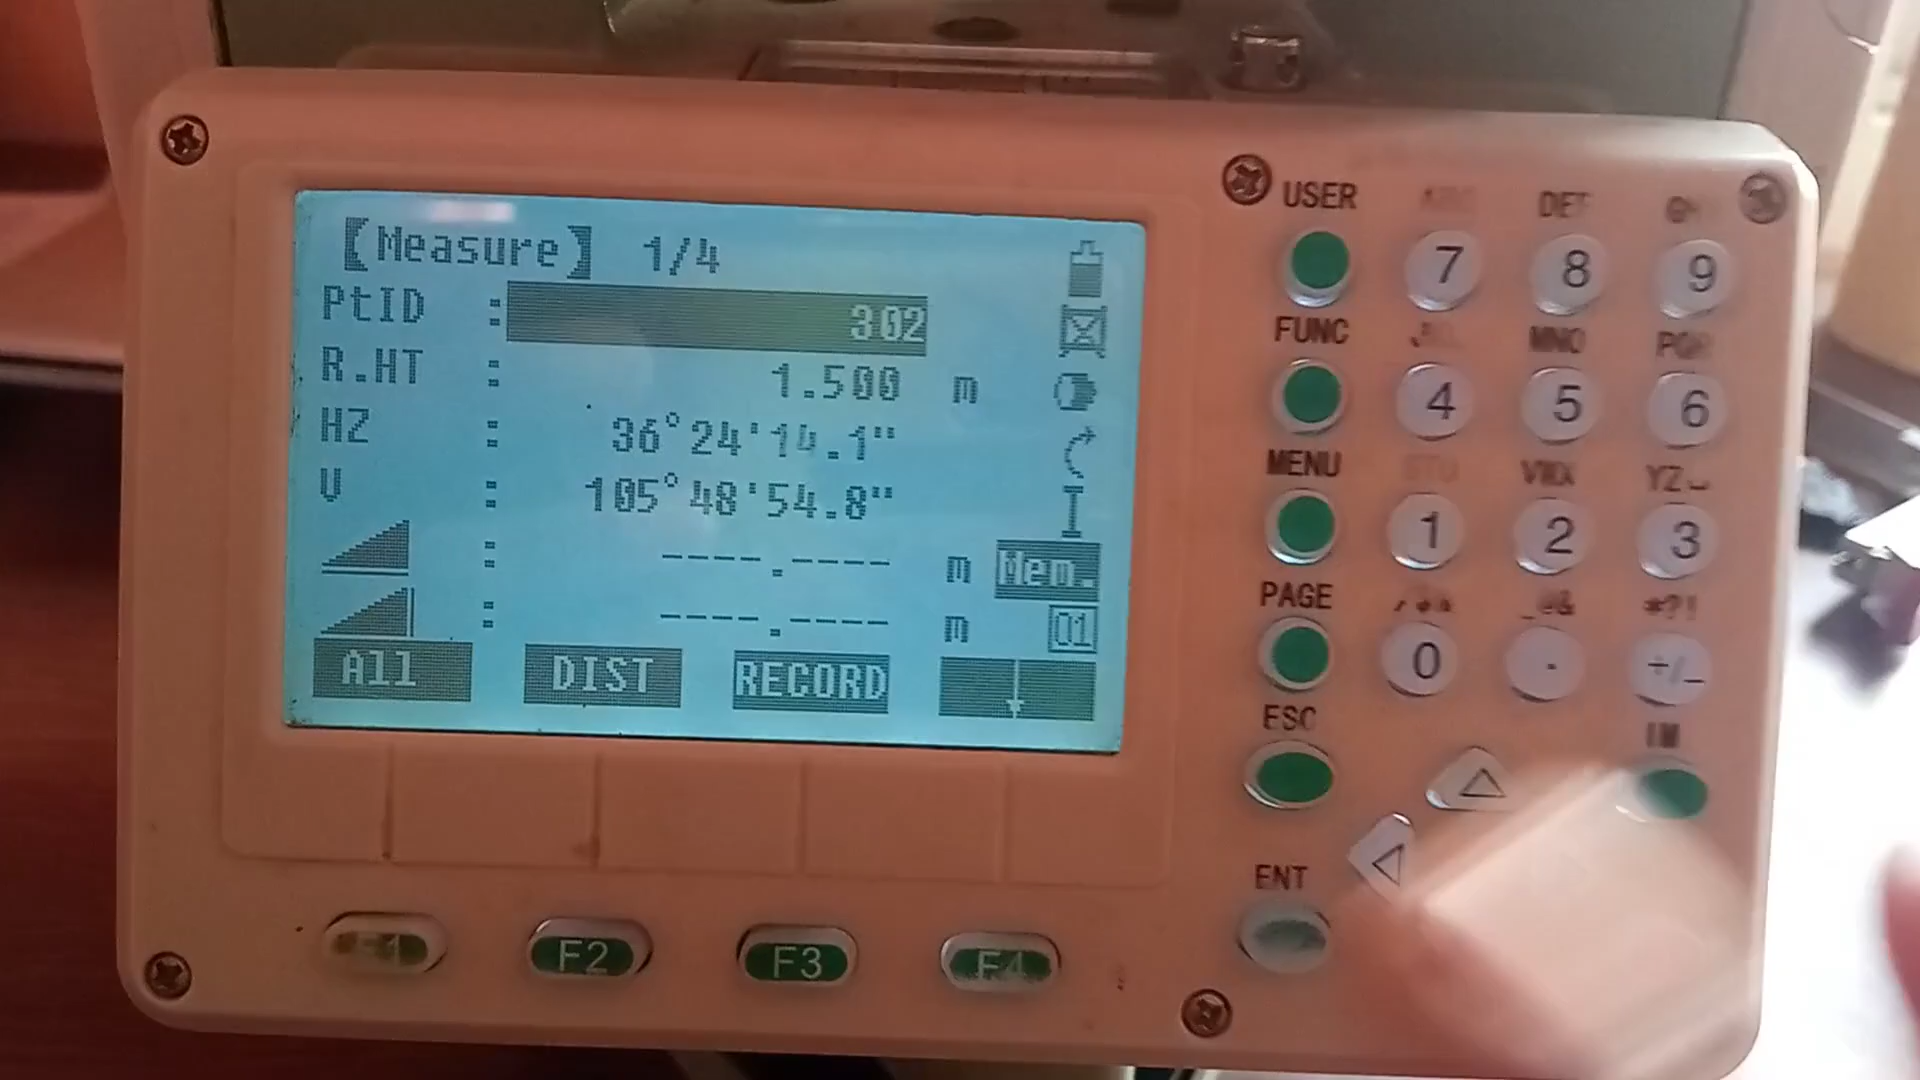 【Measure】 1/4
PtID : 302
R.HT : 1.500 m
HZ : 36°24'14.1"
V : 105°48'54.8"
: ----.---- m Mem.
: ----.---- m 01
All DIST RECORD ↓
F2 F3 F4
USER DEF
7 8 9
FUNC MNO PQR
4 5 6
MENU STU VWX YZ
1 2 3
PAGE *?!
0 . +/-
ESC
ENT